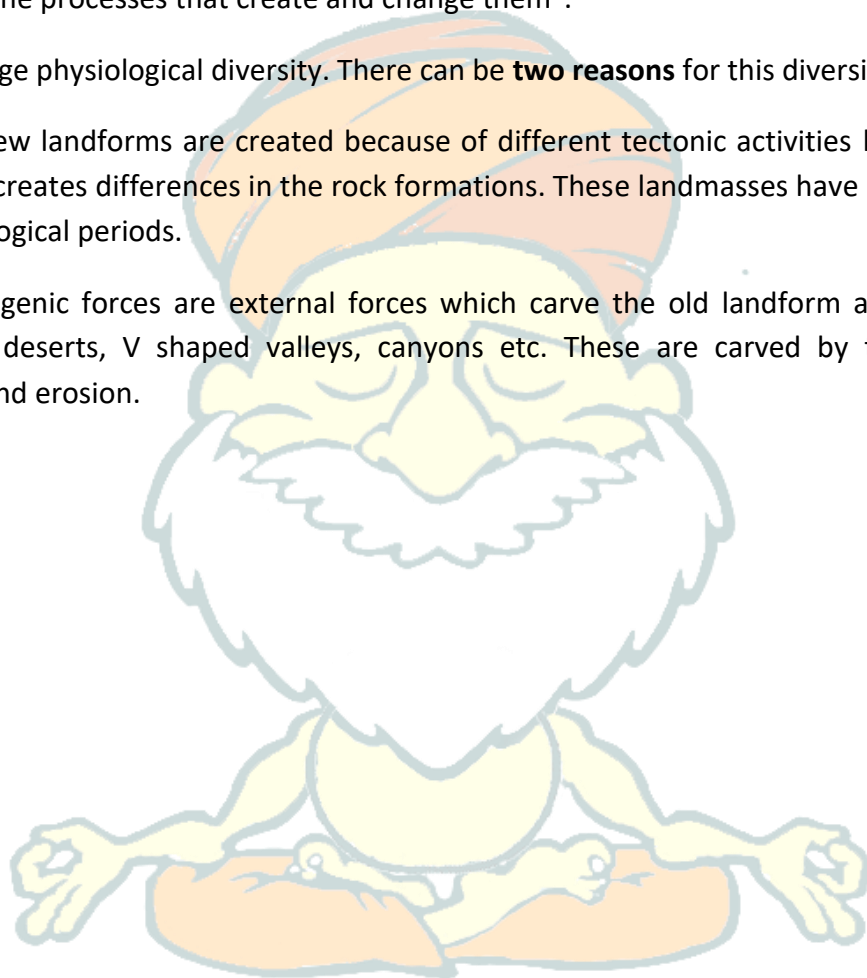 ne processes that create and change them".
ge physiological diversity. There can be two reasons for this diversi
ew landforms are created because of different tectonic activities
creates differences in the rock formations. These landmasses have
ogical periods.
genic forces are external forces which carve the old landform a
deserts, V shaped valleys, canyons etc. These are carved by
nd erosion.